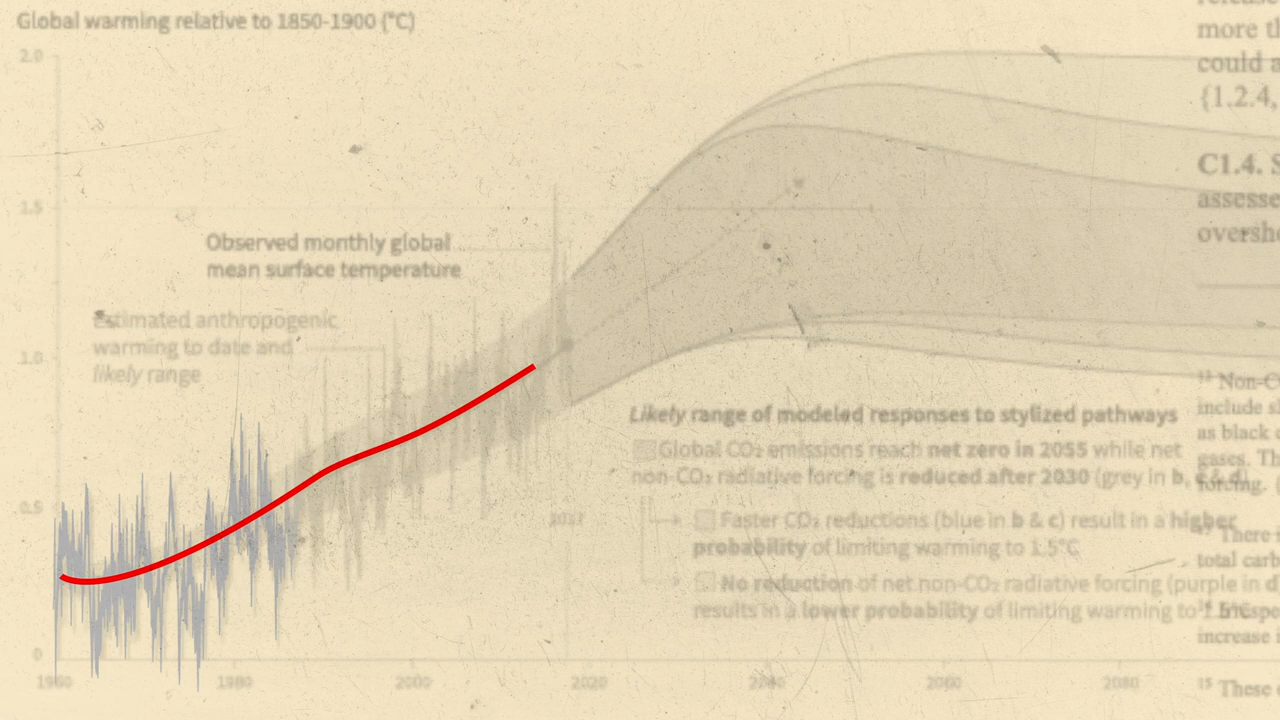 Global warming relative to 1850-1900 (°C)
2.0
1.5
1.0
0.5
0
1960
1980
2000
2020
2040
2060
2080
2017
Observed monthly global
mean surface temperature
Estimated anthropogenic
warming to date and
likely range
Likely range of modeled responses to stylized pathways
Global CO₂ emissions reach net zero in 2055 while net
non-CO₂ radiative forcing is reduced after 2030 (grey in b, c & d)
Faster CO₂ reductions (blue in b & c) result in a higher
probability of limiting warming to 1.5°C
No reduction of net non-CO₂ radiative forcing (purple in d
results in a lower probability of limiting warming to 1.5°C
more th
could a
{1.2.4,
C1.4. S
assesse
oversho
Non-C
include s
as black
gases. Th
forcing. (
There i
total carb
increase i
15 These